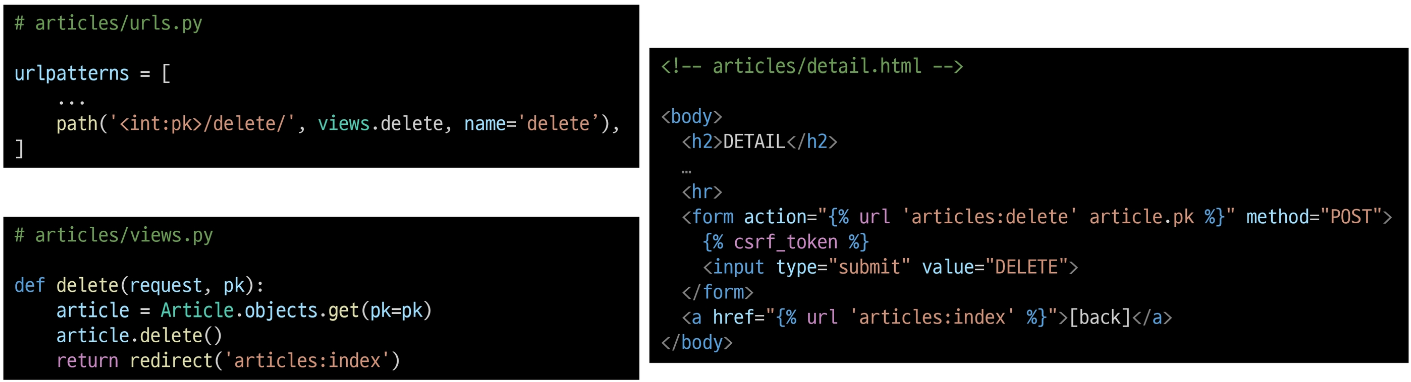 # articles/urls.py
urlpatterns = [
    ...
    path('<int:pk>/delete/', views.delete, name='delete’),
]
# articles/views.py
def delete(request, pk):
    article = Article.objects.get(pk=pk)
    article.delete()
    return redirect('articles:index')
<!-- articles/detail.html -->
<body>
  <h2>DETAIL</h2>
  …
  <hr>
  <form action="{% url 'articles:delete' article.pk %}" method="POST">
    {% csrf_token %}
    <input type="submit" value="DELETE">
  </form>
  <a href="{% url 'articles:index' %}">[back]</a>
</body>